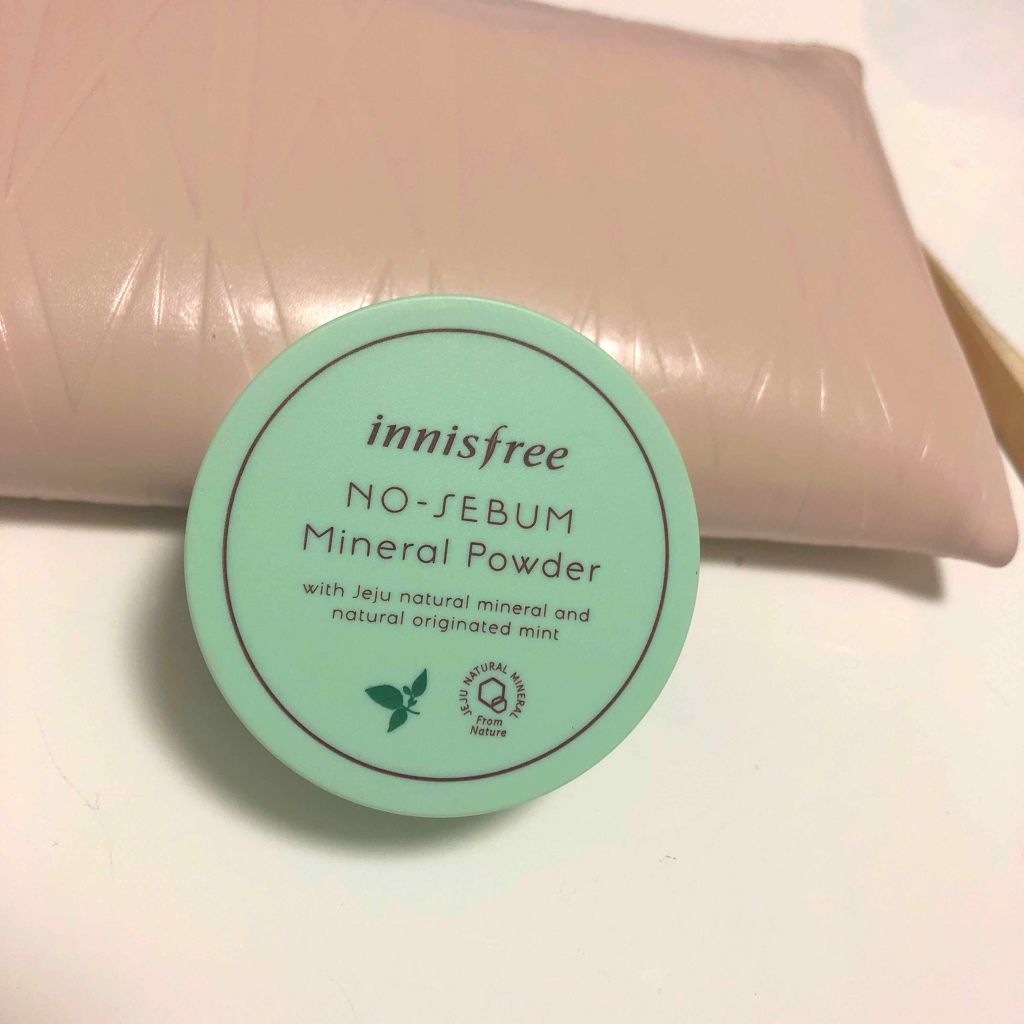 innisfree
NO-SEBUM
Mineral Powder
with Jeju natural mineral and
natural originated mint
JEJU NATURAL MINERAL
From
Nature